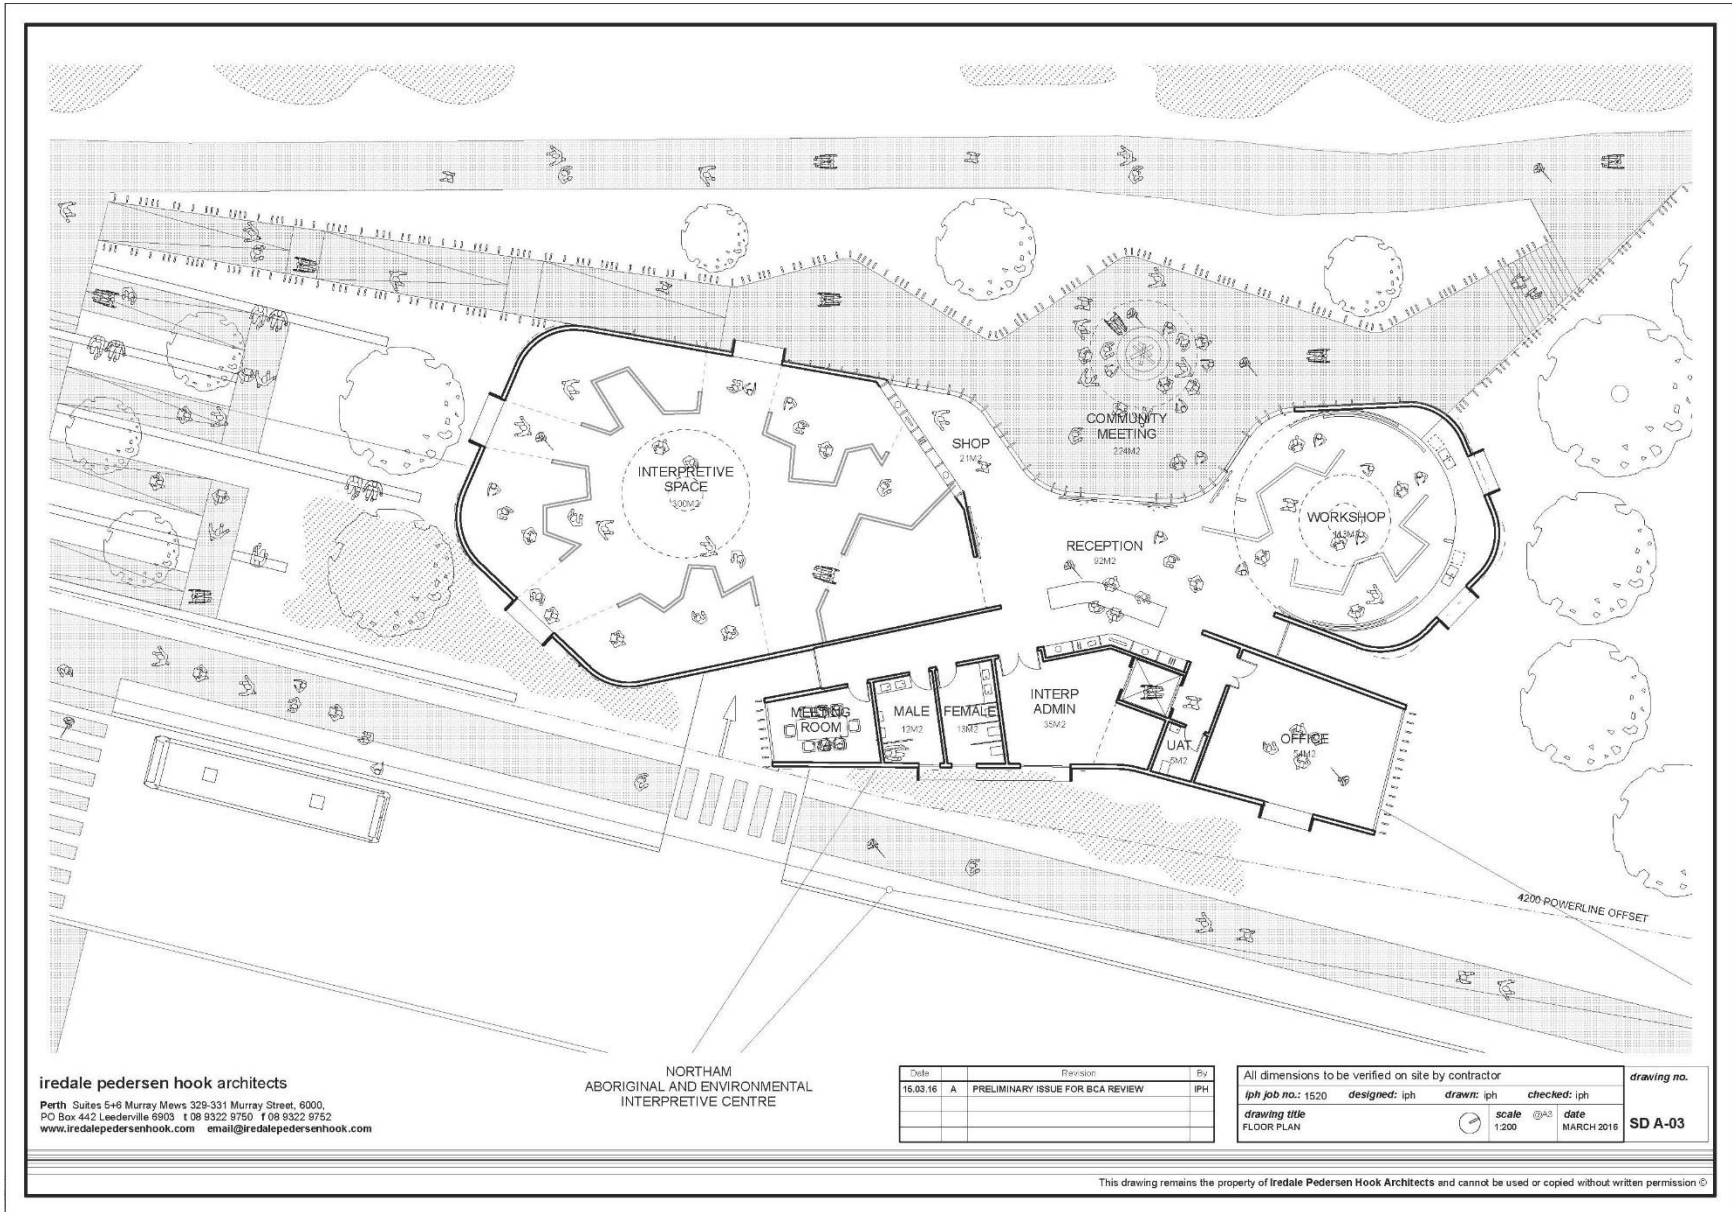 INTERPRETIVE
SPACE
300M2
SHOP
21M2
COMMUNITY
MEETING
224M2
WORKSHOP
RECEPTION
92M2
MEETING
ROOM
MALE
12M2
FEMALE
13M2
INTERP
ADMIN
35M2
UAT
5M2
OFFICE
54M2
4200 POWERLINE OFFSET
iredale pedersen hook architects
Perth Suites 5+6 Murray Mews 329-331 Murray Street, 6000,
PO Box 442 Leederville 6903 t 08 9322 9750 f 08 9322 9752
www.iredalepedersenhook.com email@iredalepedersenhook.com
NORTHAM
ABORIGINAL AND ENVIRONMENTAL
INTERPRETIVE CENTRE
Date Revision By
15.03.16 A PRELIMINARY ISSUE FOR BCA REVIEW IPH
All dimensions to be verified on site by contractor
iph job no.: 1520 designed: iph drawn: iph checked: iph
drawing title scale @A3 date
FLOOR PLAN 1:200 MARCH 2016
drawing no.
SD A-03
This drawing remains the property of Iredale Pedersen Hook Architects and cannot be used or copied without written permission ©